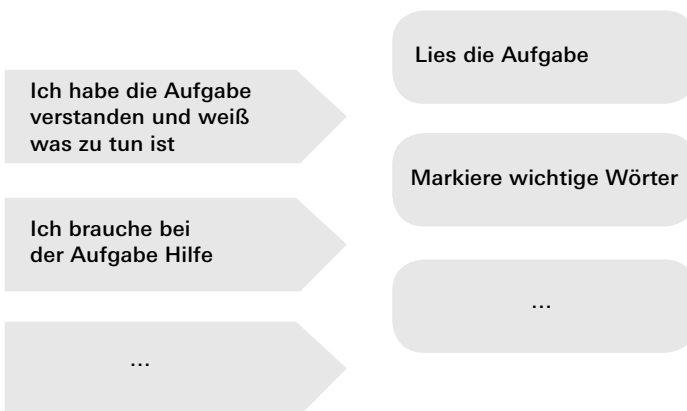 Ich habe die Aufgabe
verstanden und weiß
was zu tun ist
Ich brauche bei
der Aufgabe Hilfe
...
Lies die Aufgabe
Markiere wichtige Wörter
...